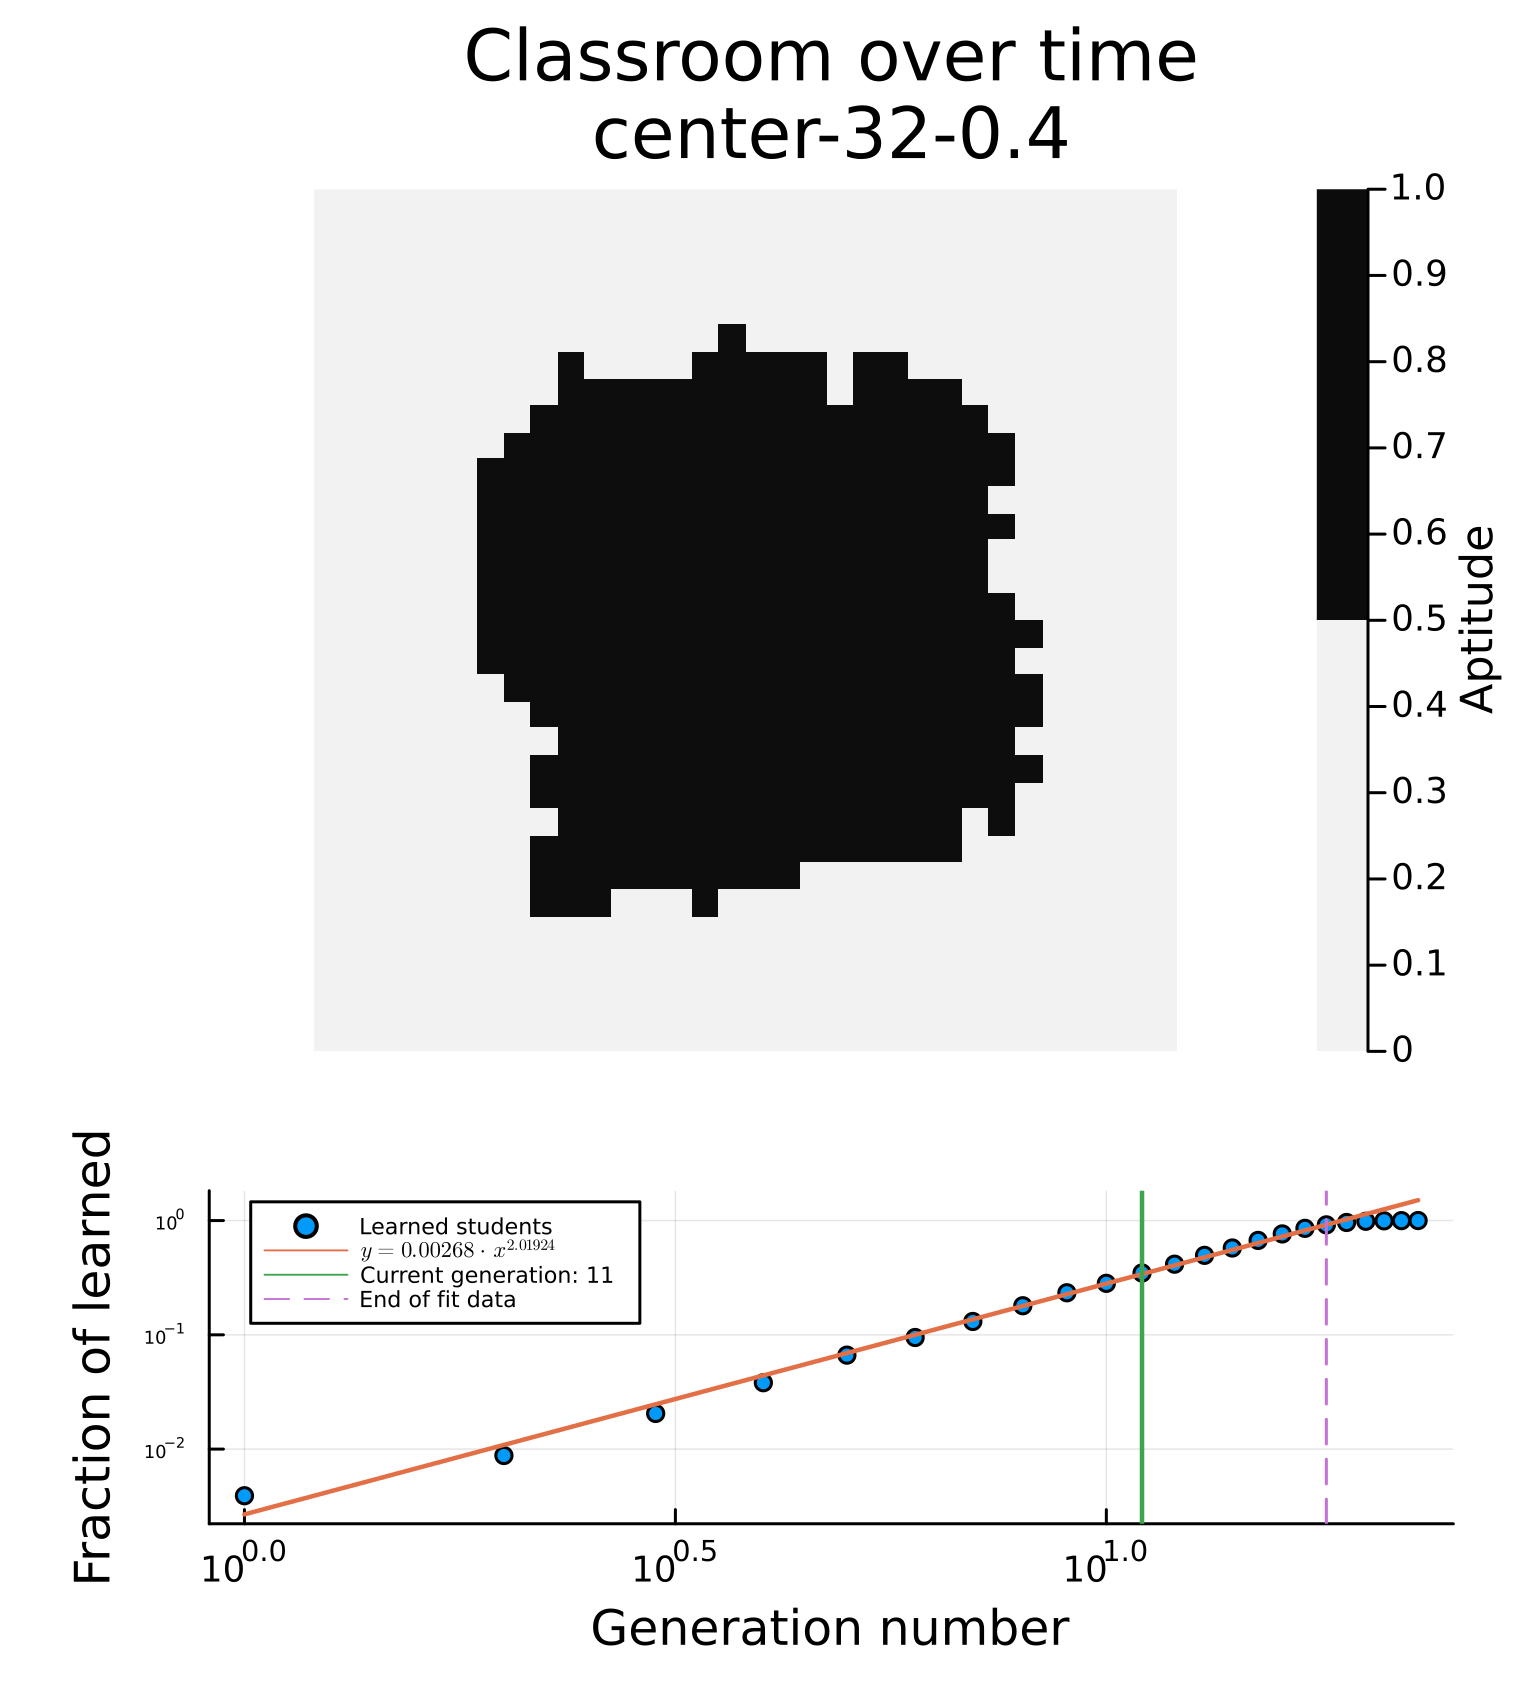 Classroom over time
center-32-0.4
1.0
0.9
0.8
0.7
0.6
0.5
0.4
0.3
0.2
0.1
0
Aptitude
Fraction of learned
10^0
10^−1
10^−2
Learned students
y = 0.00268 · x^2.01924
Current generation: 11
End of fit data
10^0.0
10^0.5
10^1.0
Generation number